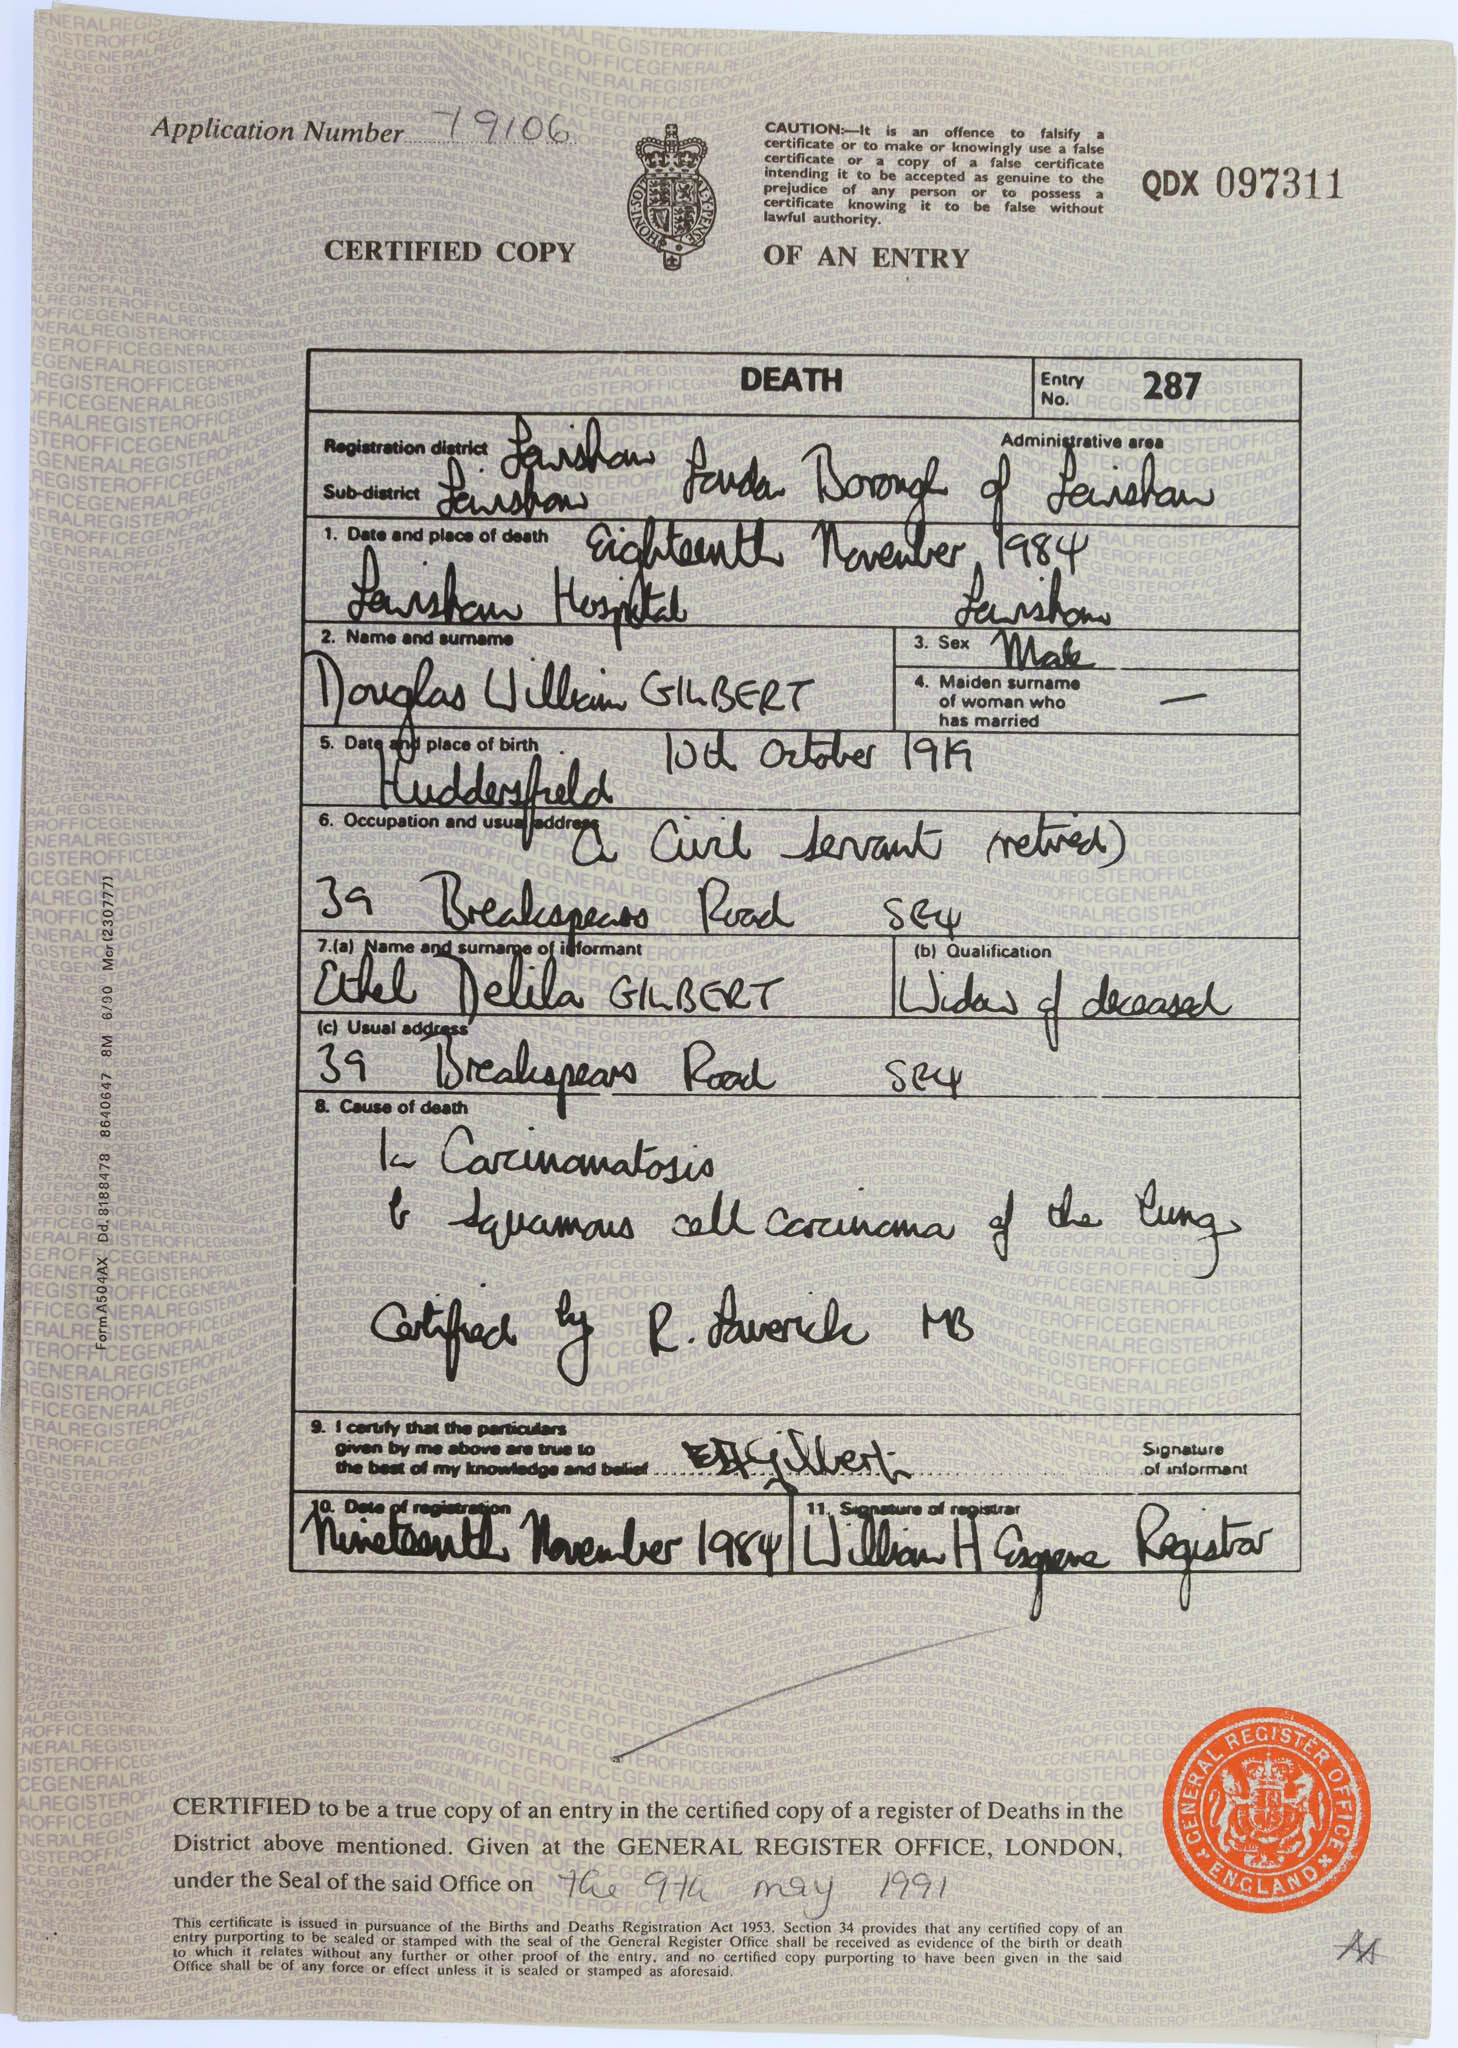 Application Number 79106
CAUTION:—It is an offence to falsify a
certificate or to make or knowingly use a false
certificate or a copy of a false certificate
intending it to be accepted as genuine to the
prejudice of any person or to possess a
certificate knowing it to be false without
lawful authority.
QDX 097311
HONI·SOIT PENSE
CERTIFIED COPY OF AN ENTRY
DEATH
Entry No. 287
Registration district Lewisham
Administrative area
Sub-district Lewisham London Borough of Lewisham
1. Date and place of death Eighteenth November 1984
Lewisham Hospital Lewisham
2. Name and surname
Douglas William GILBERT
3. Sex Male
4. Maiden surname
of woman who
has married —
5. Date and place of birth 10th October 1919
Huddersfield
6. Occupation and usual address
A Civil Servant (retired)
39 Breakspears Road SE4
7.(a) Name and surname of informant
Ethel Delila GILBERT
(b) Qualification
Widow of deceased
(c) Usual address
39 Breakspears Road SE4
8. Cause of death
1a Carcinomatosis
b Squamous cell carcinoma of the lung
Certified by R. Laverick MB
9. I certify that the particulars
given by me above are true to
the best of my knowledge and belief Gilbert
Signature
of informant
10. Date of registration
Nineteenth November 1984
11. Signature of registrar
William H Registrar
CERTIFIED to be a true copy of an entry in the certified copy of a register of Deaths in the
District above mentioned. Given at the GENERAL REGISTER OFFICE, LONDON,
under the Seal of the said Office on the 9th may 1991
GENERAL REGISTER OFFICE
ENGLAND
This certificate is issued in pursuance of the Births and Deaths Registration Act 1953. Section 34 provides that any certified copy of an
entry purporting to be sealed or stamped with the seal of the General Register Office shall be received as evidence of the birth or death
to which it relates without any further or other proof of the entry, and no certified copy purporting to have been given in the said
Office shall be of any force or effect unless it is sealed or stamped as aforesaid.
Form A504AX Dd. 8188478 8640647 8M 6/90 Mcr (230777)